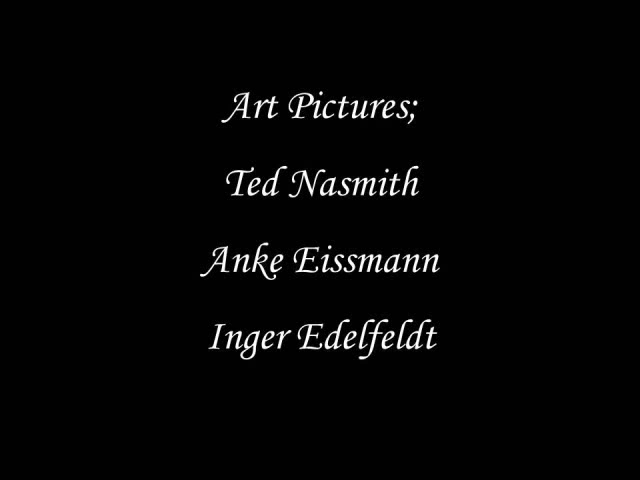 Art Pictures;
Ted Nasmith
Anke Eissmann
Inger Edelfeldt